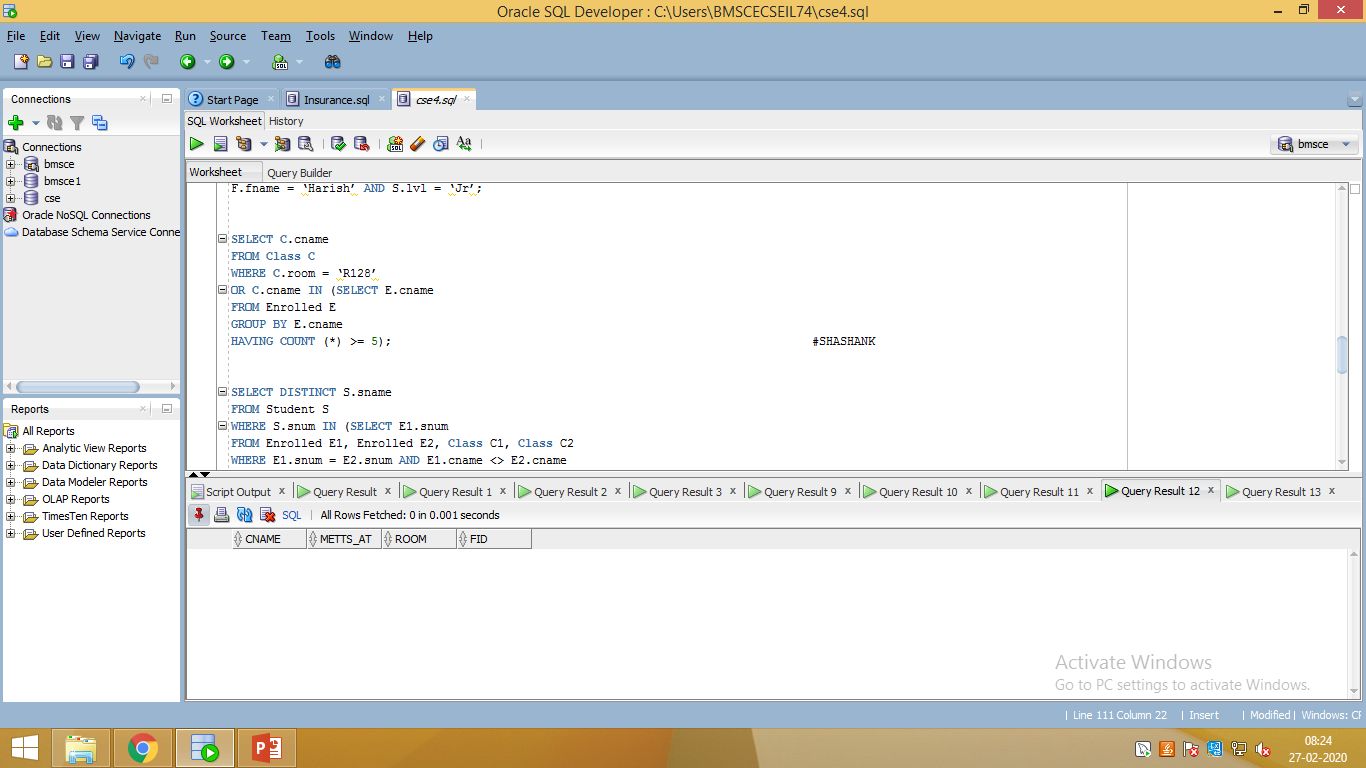 Oracle SQL Developer : C:\Users\BMSCECSEIL74\cse4.sql
File Edit View Navigate Run Source Team Tools Window Help
Connections
Connections
bmsce
bmsce1
cse
Oracle NoSQL Connections
Database Schema Service Conne
Reports
All Reports
Analytic View Reports
Data Dictionary Reports
Data Modeler Reports
OLAP Reports
TimesTen Reports
User Defined Reports
Start Page Insurance.sql cse4.sql
SQL Worksheet History
bmsce
Worksheet Query Builder
F.fname = ‘Harish’ AND S.lvl = ‘Jr’;
SELECT C.cname
FROM Class C
WHERE C.room = ‘R128’
OR C.cname IN (SELECT E.cname
FROM Enrolled E
GROUP BY E.cname
HAVING COUNT (*) >= 5); #SHASHANK
SELECT DISTINCT S.sname
FROM Student S
WHERE S.snum IN (SELECT E1.snum
FROM Enrolled E1, Enrolled E2, Class C1, Class C2
WHERE E1.snum = E2.snum AND E1.cname <> E2.cname
Script Output x Query Result x Query Result 1 x Query Result 2 x Query Result 3 x Query Result 9 x Query Result 10 x Query Result 11 x Query Result 12 x Query Result 13 x
SQL | All Rows Fetched: 0 in 0.001 seconds
CNAME METTS_AT ROOM FID
Activate Windows
Go to PC settings to activate Windows.
| Line 111 Column 22 | Insert | Modified | Windows: CF
08:24
27-02-2020